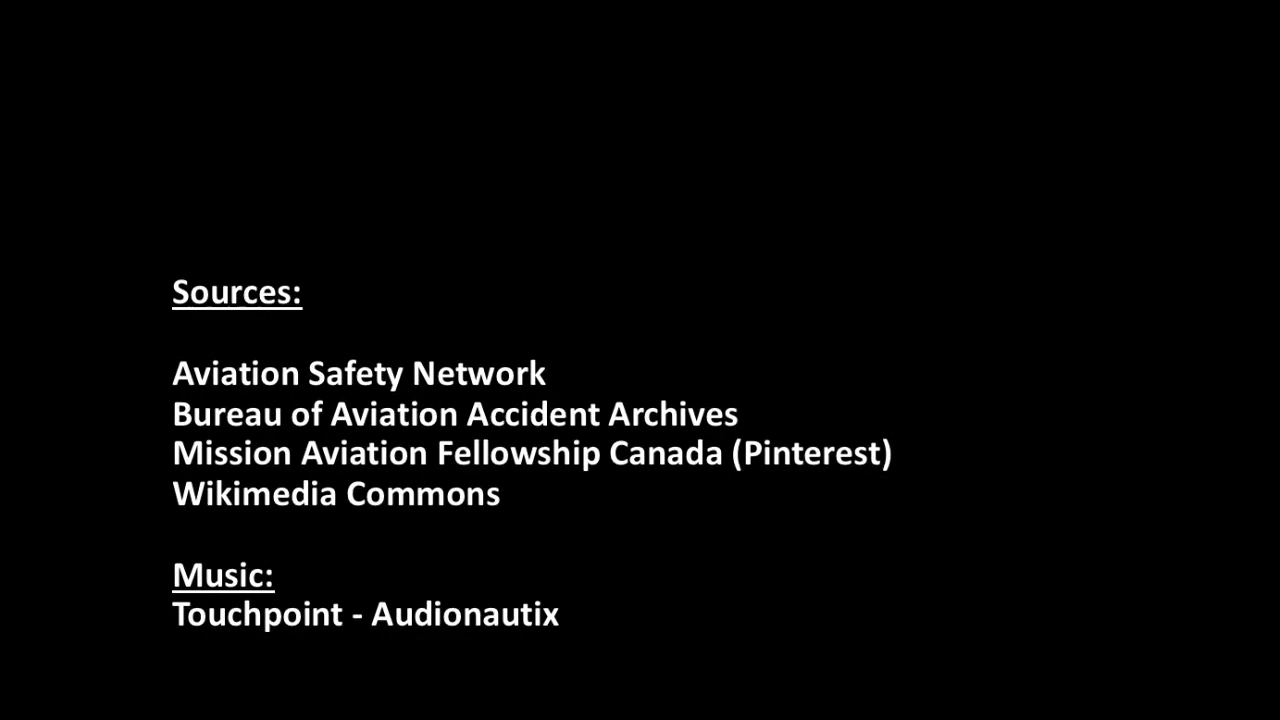 Sources:
Aviation Safety Network
Bureau of Aviation Accident Archives
Mission Aviation Fellowship Canada (Pinterest)
Wikimedia Commons
Music:
Touchpoint - Audionautix